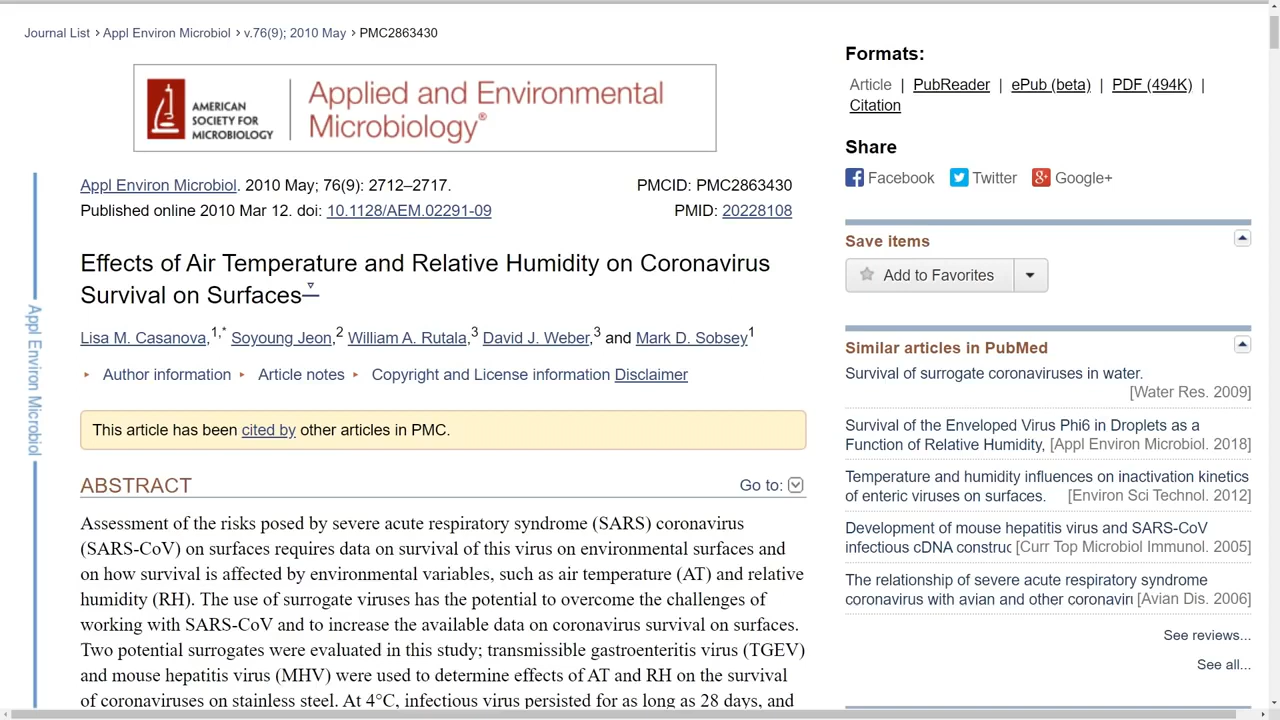 Journal List > Appl Environ Microbiol > v.76(9); 2010 May > PMC2863430
AMERICAN
SOCIETY FOR
MICROBIOLOGY
Applied and Environmental
Microbiology®
Appl Environ Microbiol. 2010 May; 76(9): 2712–2717.
PMCID: PMC2863430
Published online 2010 Mar 12. doi: 10.1128/AEM.02291-09
PMID: 20228108
Effects of Air Temperature and Relative Humidity on Coronavirus
Survival on Surfaces▿
Lisa M. Casanova,1,* Soyoung Jeon,2 William A. Rutala,3 David J. Weber,3 and Mark D. Sobsey1
▸ Author information ▸ Article notes ▸ Copyright and License information Disclaimer
This article has been cited by other articles in PMC.
ABSTRACT
Go to:
Assessment of the risks posed by severe acute respiratory syndrome (SARS) coronavirus
(SARS-CoV) on surfaces requires data on survival of this virus on environmental surfaces and
on how survival is affected by environmental variables, such as air temperature (AT) and relative
humidity (RH). The use of surrogate viruses has the potential to overcome the challenges of
working with SARS-CoV and to increase the available data on coronavirus survival on surfaces.
Two potential surrogates were evaluated in this study; transmissible gastroenteritis virus (TGEV)
and mouse hepatitis virus (MHV) were used to determine effects of AT and RH on the survival
of coronaviruses on stainless steel. At 4°C, infectious virus persisted for as long as 28 days, and
Appl Environ Microbiol
Formats:
Article | PubReader | ePub (beta) | PDF (494K) |
Citation
Share
Facebook Twitter Google+
Save items
Add to Favorites
Similar articles in PubMed
Survival of surrogate coronaviruses in water.
[Water Res. 2009]
Survival of the Enveloped Virus Phi6 in Droplets as a
Function of Relative Humidity, [Appl Environ Microbiol. 2018]
Temperature and humidity influences on inactivation kinetics
of enteric viruses on surfaces. [Environ Sci Technol. 2012]
Development of mouse hepatitis virus and SARS-CoV
infectious cDNA construc [Curr Top Microbiol Immunol. 2005]
The relationship of severe acute respiratory syndrome
coronavirus with avian and other coronavir [Avian Dis. 2006]
See reviews...
See all...